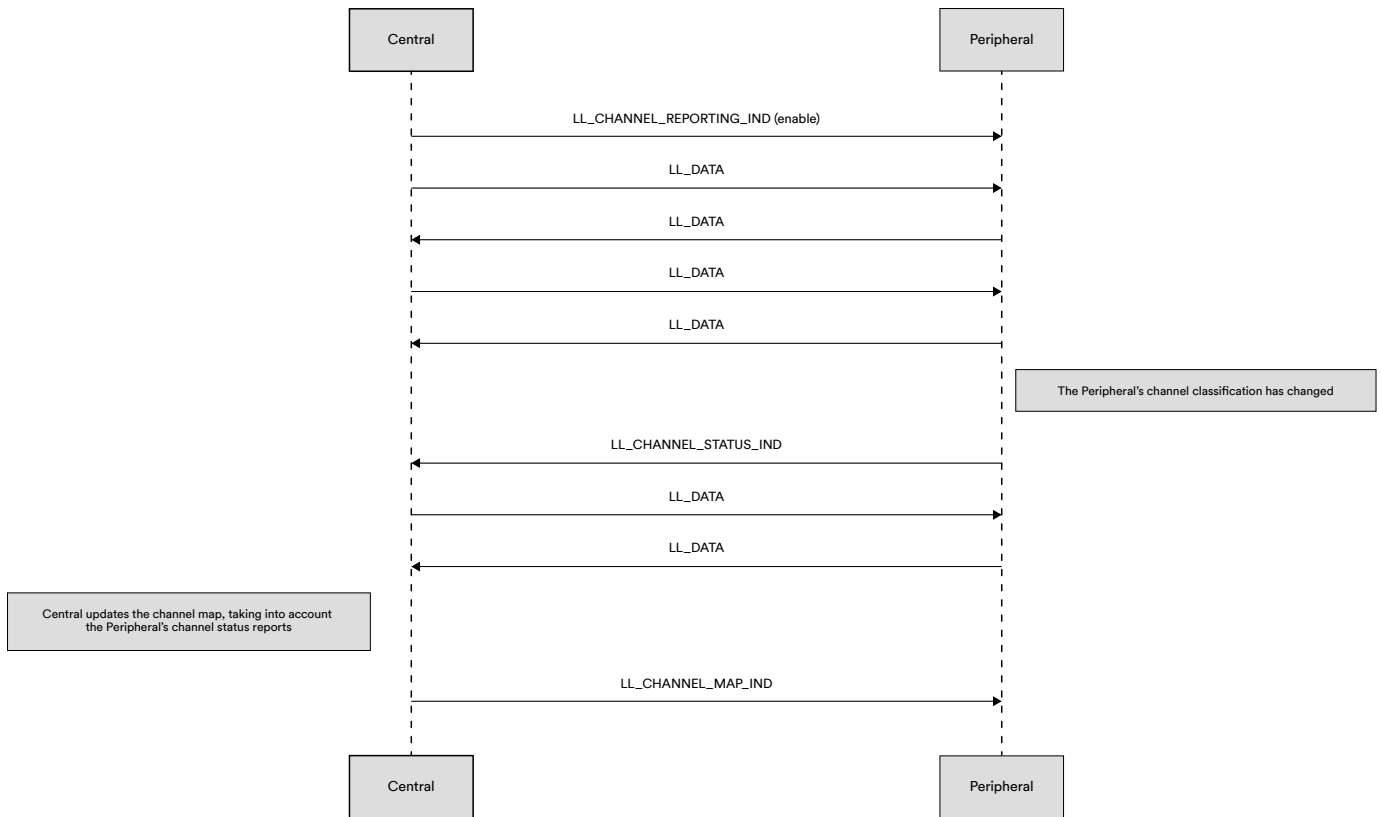 Central
Peripheral
LL_CHANNEL_REPORTING_IND (enable)
LL_DATA
LL_DATA
LL_DATA
LL_DATA
The Peripheral’s channel classification has changed
LL_CHANNEL_STATUS_IND
LL_DATA
LL_DATA
Central updates the channel map, taking into account
the Peripheral’s channel status reports
LL_CHANNEL_MAP_IND
Central
Peripheral